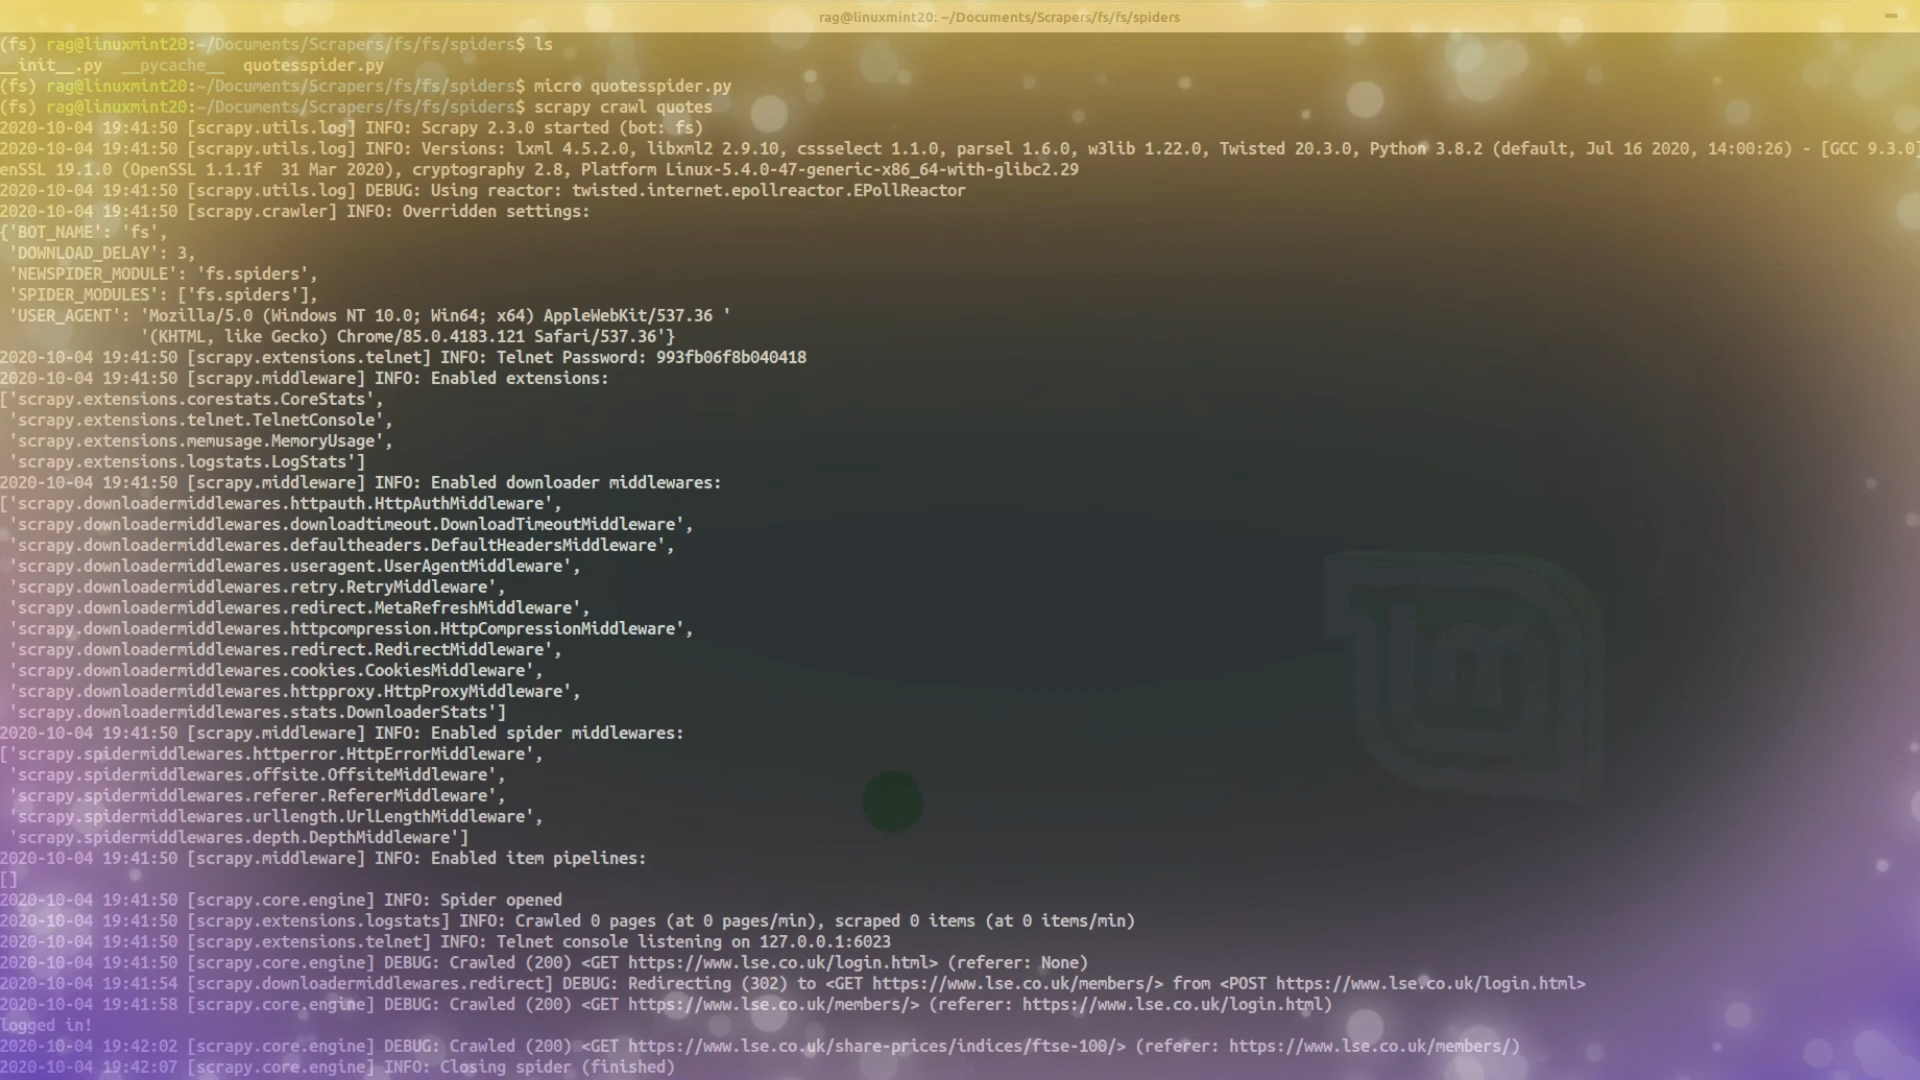 rag@linuxmint20: ~/Documents/Scrapers/fs/fs/spiders
(fs) rag@linuxmint20:~/Documents/Scrapers/fs/fs/spiders$ ls
__init__.py  __pycache__  quotesspider.py
(fs) rag@linuxmint20:~/Documents/Scrapers/fs/fs/spiders$ micro quotesspider.py
(fs) rag@linuxmint20:~/Documents/Scrapers/fs/fs/spiders$ scrapy crawl quotes
2020-10-04 19:41:50 [scrapy.utils.log] INFO: Scrapy 2.3.0 started (bot: fs)
2020-10-04 19:41:50 [scrapy.utils.log] INFO: Versions: lxml 4.5.2.0, libxml2 2.9.10, cssselect 1.1.0, parsel 1.6.0, w3lib 1.22.0, Twisted 20.3.0, Python 3.8.2 (default, Jul 16 2020, 14:00:26) - [GCC 9.3.0]
enSSL 19.1.0 (OpenSSL 1.1.1f  31 Mar 2020), cryptography 2.8, Platform Linux-5.4.0-47-generic-x86_64-with-glibc2.29
2020-10-04 19:41:50 [scrapy.utils.log] DEBUG: Using reactor: twisted.internet.epollreactor.EPollReactor
2020-10-04 19:41:50 [scrapy.crawler] INFO: Overridden settings:
{'BOT_NAME': 'fs',
 'DOWNLOAD_DELAY': 3,
 'NEWSPIDER_MODULE': 'fs.spiders',
 'SPIDER_MODULES': ['fs.spiders'],
 'USER_AGENT': 'Mozilla/5.0 (Windows NT 10.0; Win64; x64) AppleWebKit/537.36 '
               '(KHTML, like Gecko) Chrome/85.0.4183.121 Safari/537.36'}
2020-10-04 19:41:50 [scrapy.extensions.telnet] INFO: Telnet Password: 993fb06f8b040418
2020-10-04 19:41:50 [scrapy.middleware] INFO: Enabled extensions:
['scrapy.extensions.corestats.CoreStats',
 'scrapy.extensions.telnet.TelnetConsole',
 'scrapy.extensions.memusage.MemoryUsage',
 'scrapy.extensions.logstats.LogStats']
2020-10-04 19:41:50 [scrapy.middleware] INFO: Enabled downloader middlewares:
['scrapy.downloadermiddlewares.httpauth.HttpAuthMiddleware',
 'scrapy.downloadermiddlewares.downloadtimeout.DownloadTimeoutMiddleware',
 'scrapy.downloadermiddlewares.defaultheaders.DefaultHeadersMiddleware',
 'scrapy.downloadermiddlewares.useragent.UserAgentMiddleware',
 'scrapy.downloadermiddlewares.retry.RetryMiddleware',
 'scrapy.downloadermiddlewares.redirect.MetaRefreshMiddleware',
 'scrapy.downloadermiddlewares.httpcompression.HttpCompressionMiddleware',
 'scrapy.downloadermiddlewares.redirect.RedirectMiddleware',
 'scrapy.downloadermiddlewares.cookies.CookiesMiddleware',
 'scrapy.downloadermiddlewares.httpproxy.HttpProxyMiddleware',
 'scrapy.downloadermiddlewares.stats.DownloaderStats']
2020-10-04 19:41:50 [scrapy.middleware] INFO: Enabled spider middlewares:
['scrapy.spidermiddlewares.httperror.HttpErrorMiddleware',
 'scrapy.spidermiddlewares.offsite.OffsiteMiddleware',
 'scrapy.spidermiddlewares.referer.RefererMiddleware',
 'scrapy.spidermiddlewares.urllength.UrlLengthMiddleware',
 'scrapy.spidermiddlewares.depth.DepthMiddleware']
2020-10-04 19:41:50 [scrapy.middleware] INFO: Enabled item pipelines:
[]
2020-10-04 19:41:50 [scrapy.core.engine] INFO: Spider opened
2020-10-04 19:41:50 [scrapy.extensions.logstats] INFO: Crawled 0 pages (at 0 pages/min), scraped 0 items (at 0 items/min)
2020-10-04 19:41:50 [scrapy.extensions.telnet] INFO: Telnet console listening on 127.0.0.1:6023
2020-10-04 19:41:50 [scrapy.core.engine] DEBUG: Crawled (200) <GET https://www.lse.co.uk/login.html> (referer: None)
2020-10-04 19:41:54 [scrapy.downloadermiddlewares.redirect] DEBUG: Redirecting (302) to <GET https://www.lse.co.uk/members/> from <POST https://www.lse.co.uk/login.html>
2020-10-04 19:41:58 [scrapy.core.engine] DEBUG: Crawled (200) <GET https://www.lse.co.uk/members/> (referer: https://www.lse.co.uk/login.html)
logged in!
2020-10-04 19:42:02 [scrapy.core.engine] DEBUG: Crawled (200) <GET https://www.lse.co.uk/share-prices/indices/ftse-100/> (referer: https://www.lse.co.uk/members/)
2020-10-04 19:42:07 [scrapy.core.engine] INFO: Closing spider (finished)